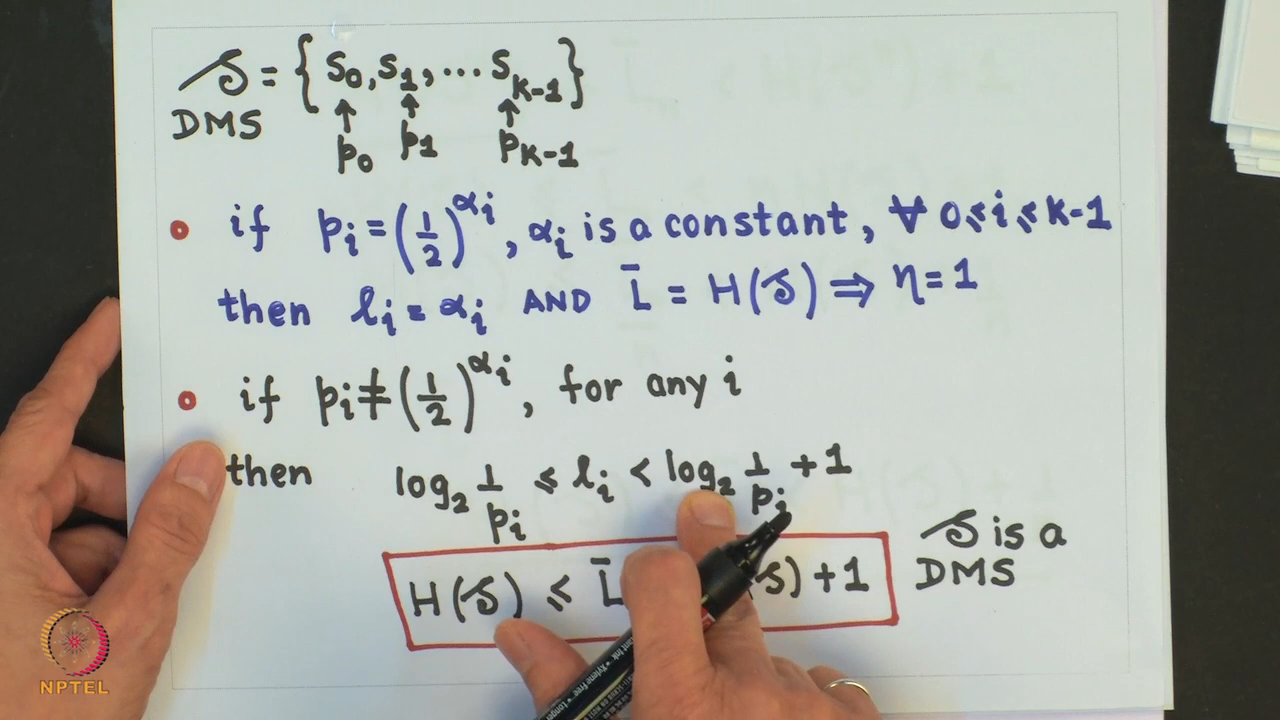 𝒮 = { S₀, S₁, ... S_K-1 }
DMS p₀ p₁ p_K-1
if pᵢ = (1/2)^αᵢ, αᵢ is a constant, ∀ 0 ≤ i ≤ K-1
then lᵢ = αᵢ AND L̄ = H(𝒮) ⇒ η = 1
if pᵢ ≠ (1/2)^αᵢ, for any i
then log₂ 1/pᵢ ≤ lᵢ < log₂ 1/pᵢ + 1
H(𝒮) ≤ L̄ (𝒮) + 1
𝒮 is a
DMS
NPTEL